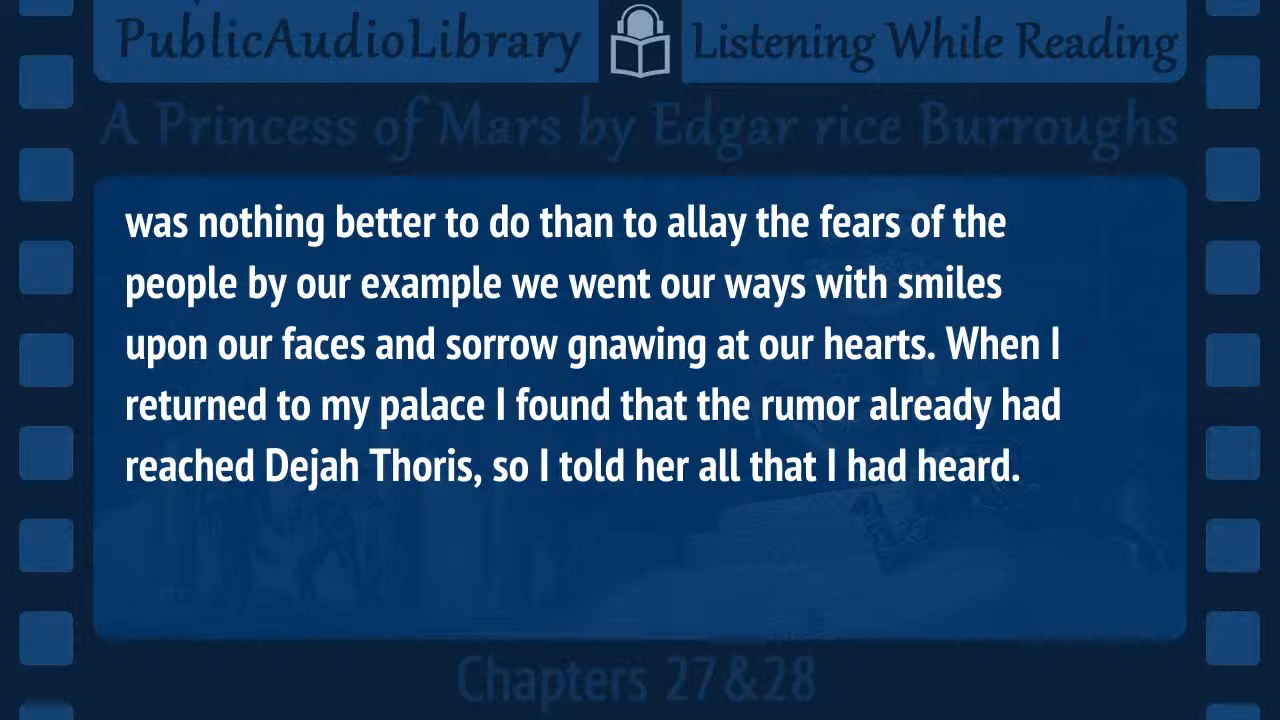 PublicAudioLibrary Listening While Reading
A Princess of Mars by Edgar rice Burroughs
was nothing better to do than to allay the fears of the
people by our example we went our ways with smiles
upon our faces and sorrow gnawing at our hearts. When I
returned to my palace I found that the rumor already had
reached Dejah Thoris, so I told her all that I had heard.
Chapters 27&28